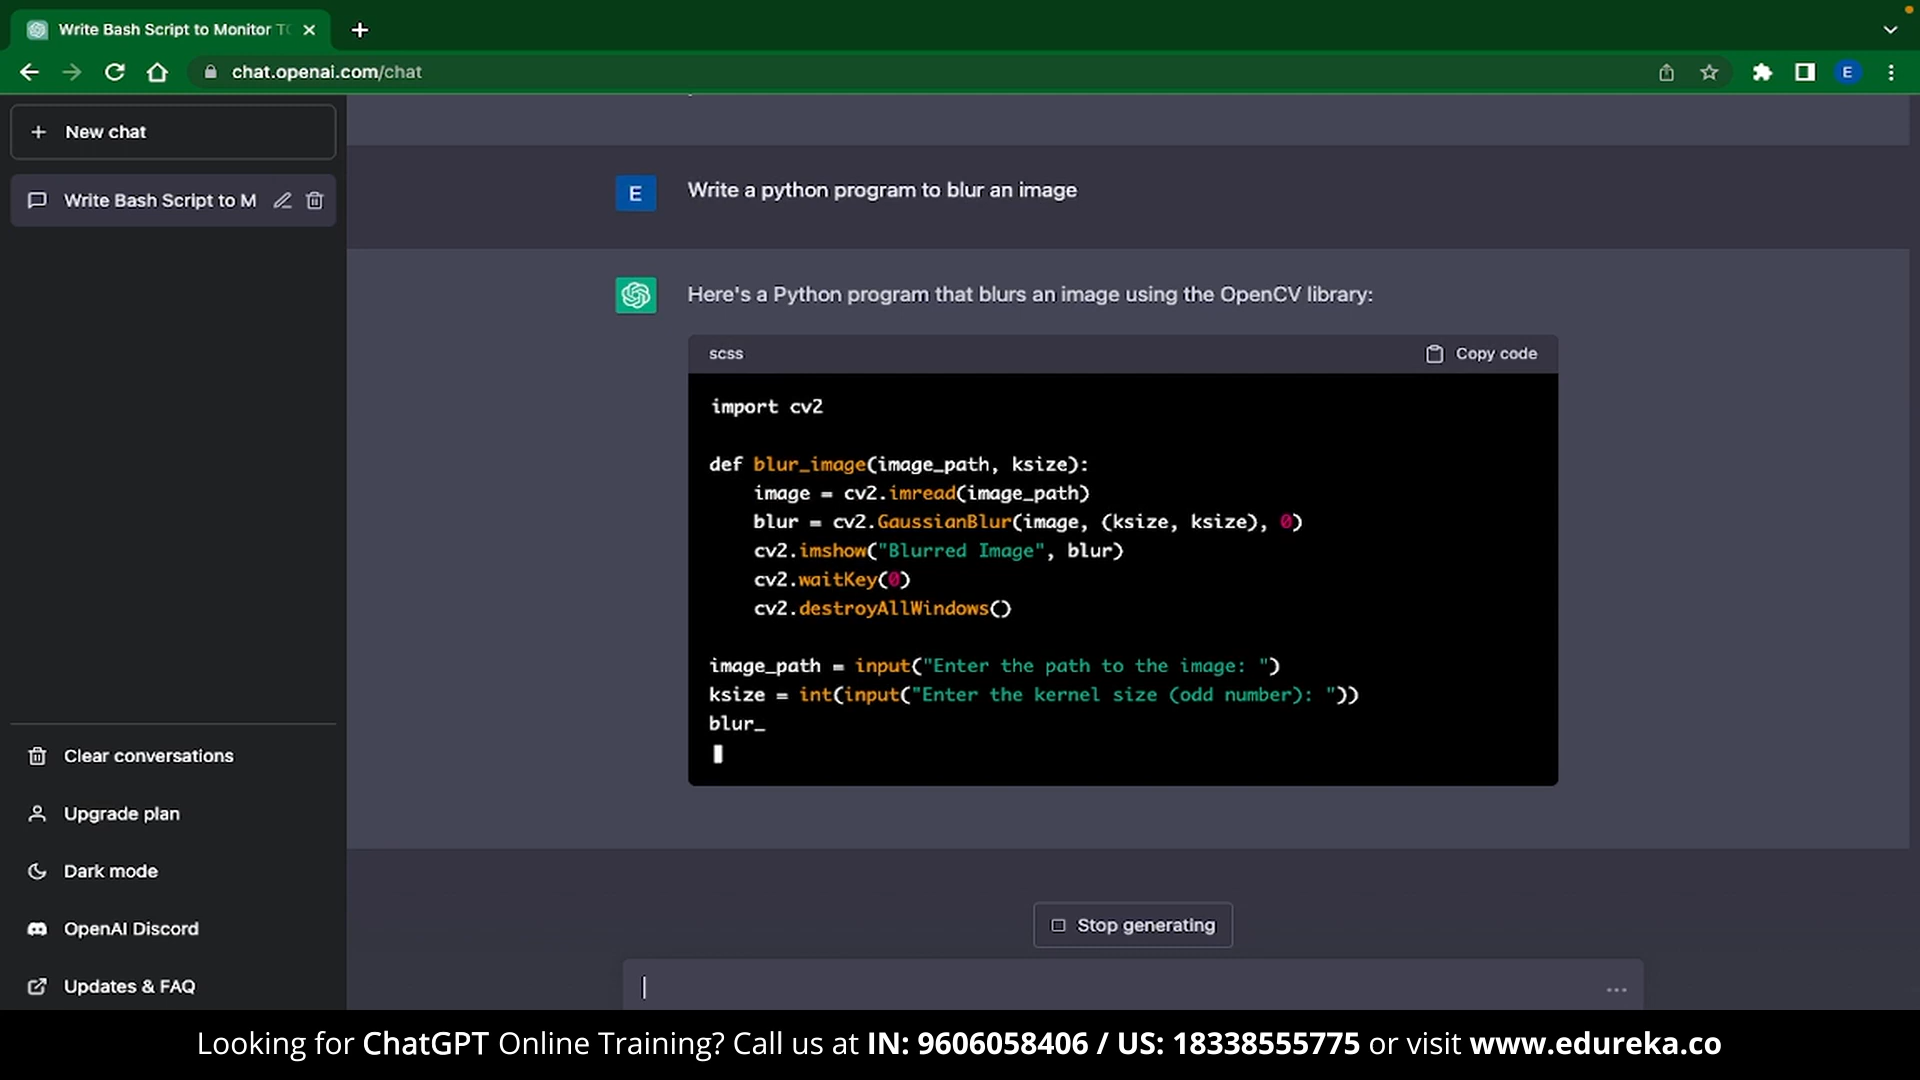 Write Bash Script to Monitor TC
chat.openai.com/chat
E
New chat
Write Bash Script to M
E
Write a python program to blur an image
Here's a Python program that blurs an image using the OpenCV library:
scss
Copy code
import cv2
def blur_image(image_path, ksize):
    image = cv2.imread(image_path)
    blur = cv2.GaussianBlur(image, (ksize, ksize), 0)
    cv2.imshow("Blurred Image", blur)
    cv2.waitKey(0)
    cv2.destroyAllWindows()
image_path = input("Enter the path to the image: ")
ksize = int(input("Enter the kernel size (odd number): "))
blur_
Clear conversations
Upgrade plan
Dark mode
OpenAI Discord
Updates & FAQ
Stop generating
Looking for ChatGPT Online Training? Call us at IN: 9606058406 / US: 18338555775 or visit www.edureka.co